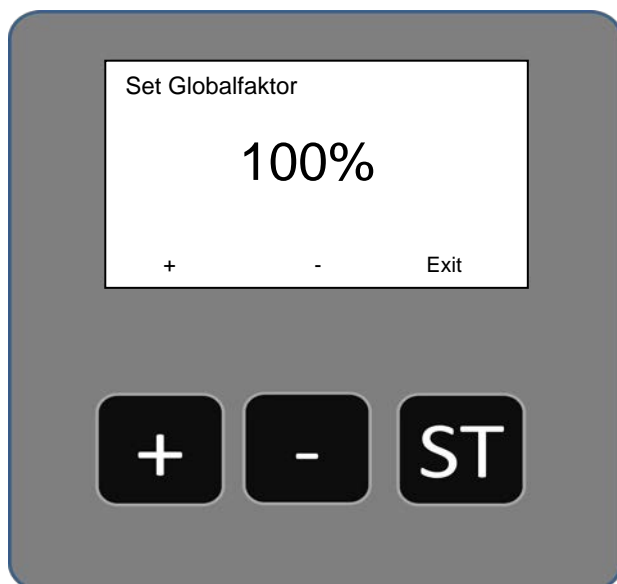 Set Globalfaktor
100%
+ - Exit
+ - ST